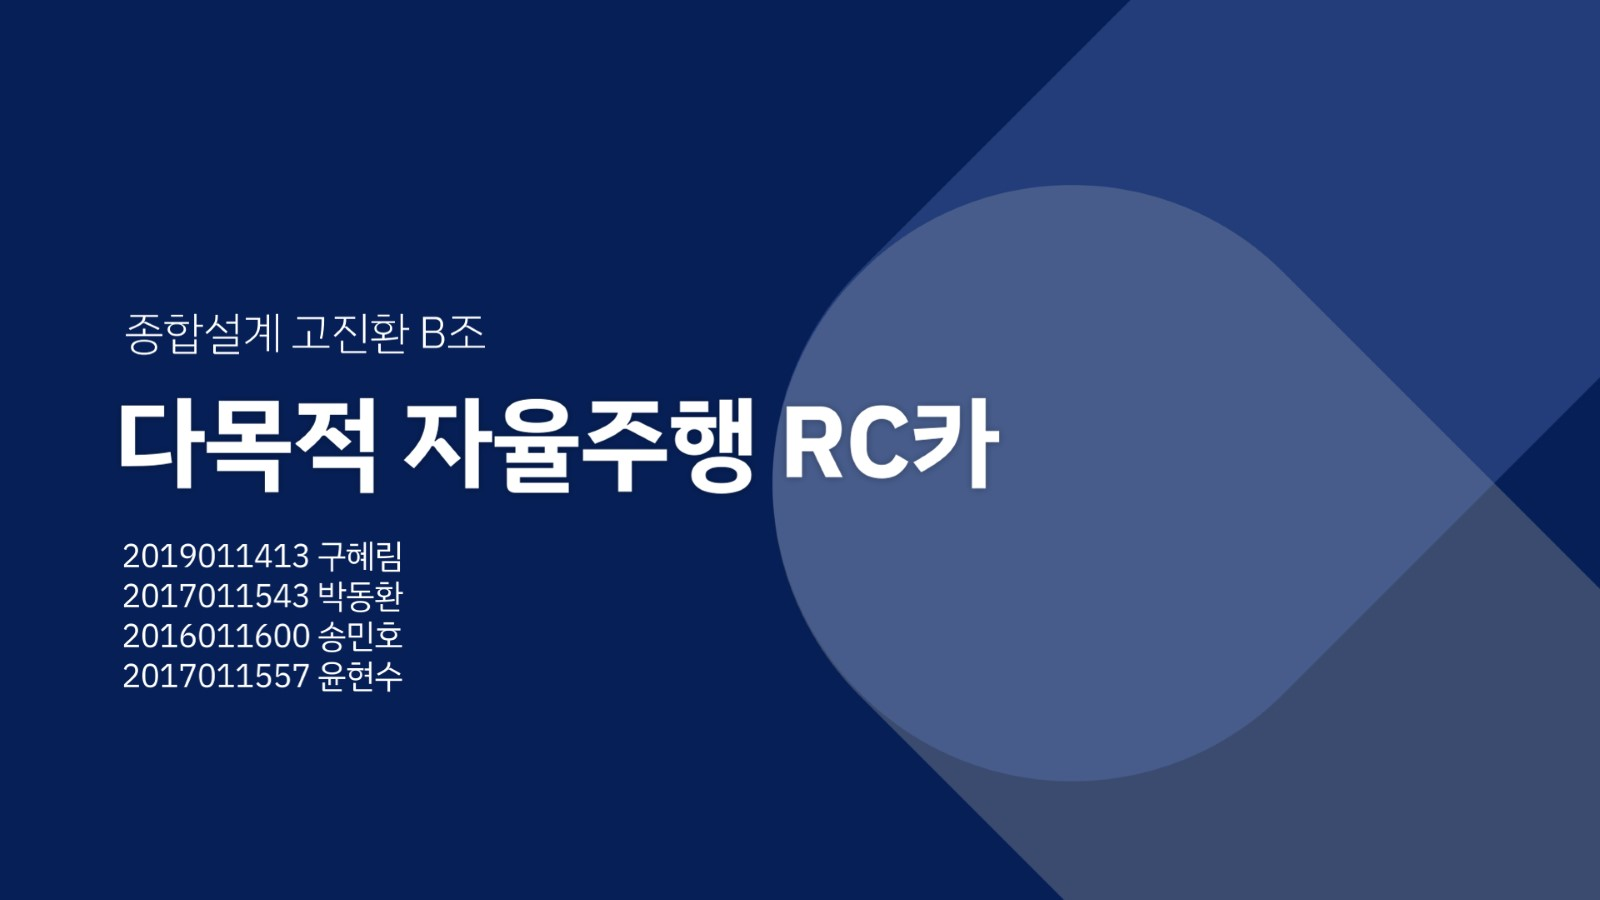 종합설계 고진환 B조
다목적 자율주행 RC카
2019011413 구혜림
2017011543 박동환
2016011600 송민호
2017011557 윤현수